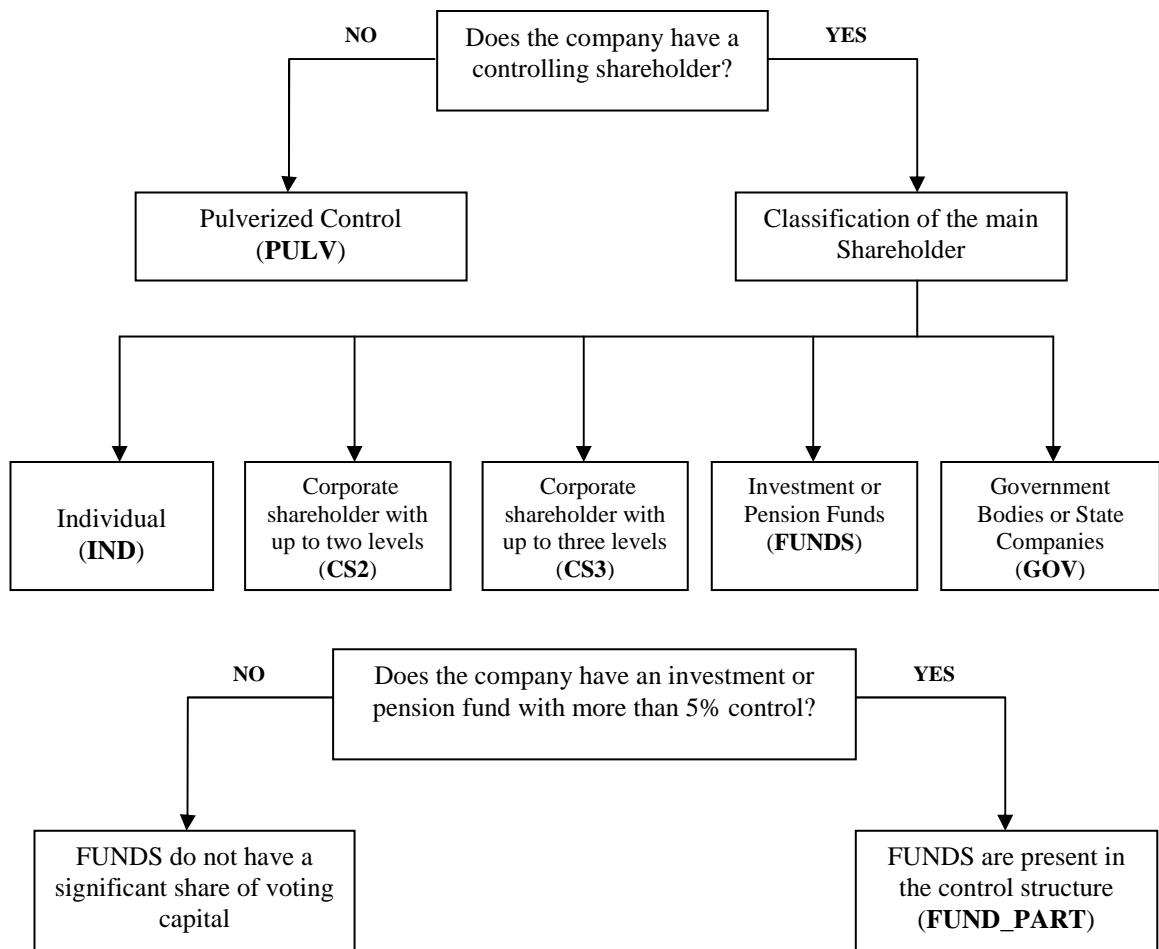 NO
Does the company have a
controlling shareholder?
YES
Pulverized Control
(PULV)
Classification of the main
Shareholder
Individual
(IND)
Corporate
shareholder with
up to two levels
(CS2)
Corporate
shareholder with
up to three levels
(CS3)
Investment or
Pension Funds
(FUNDS)
Government
Bodies or State
Companies
(GOV)
NO
Does the company have an investment or
pension fund with more than 5% control?
YES
FUNDS do not have a
significant share of voting
capital
FUNDS are present in
the control structure
(FUND_PART)